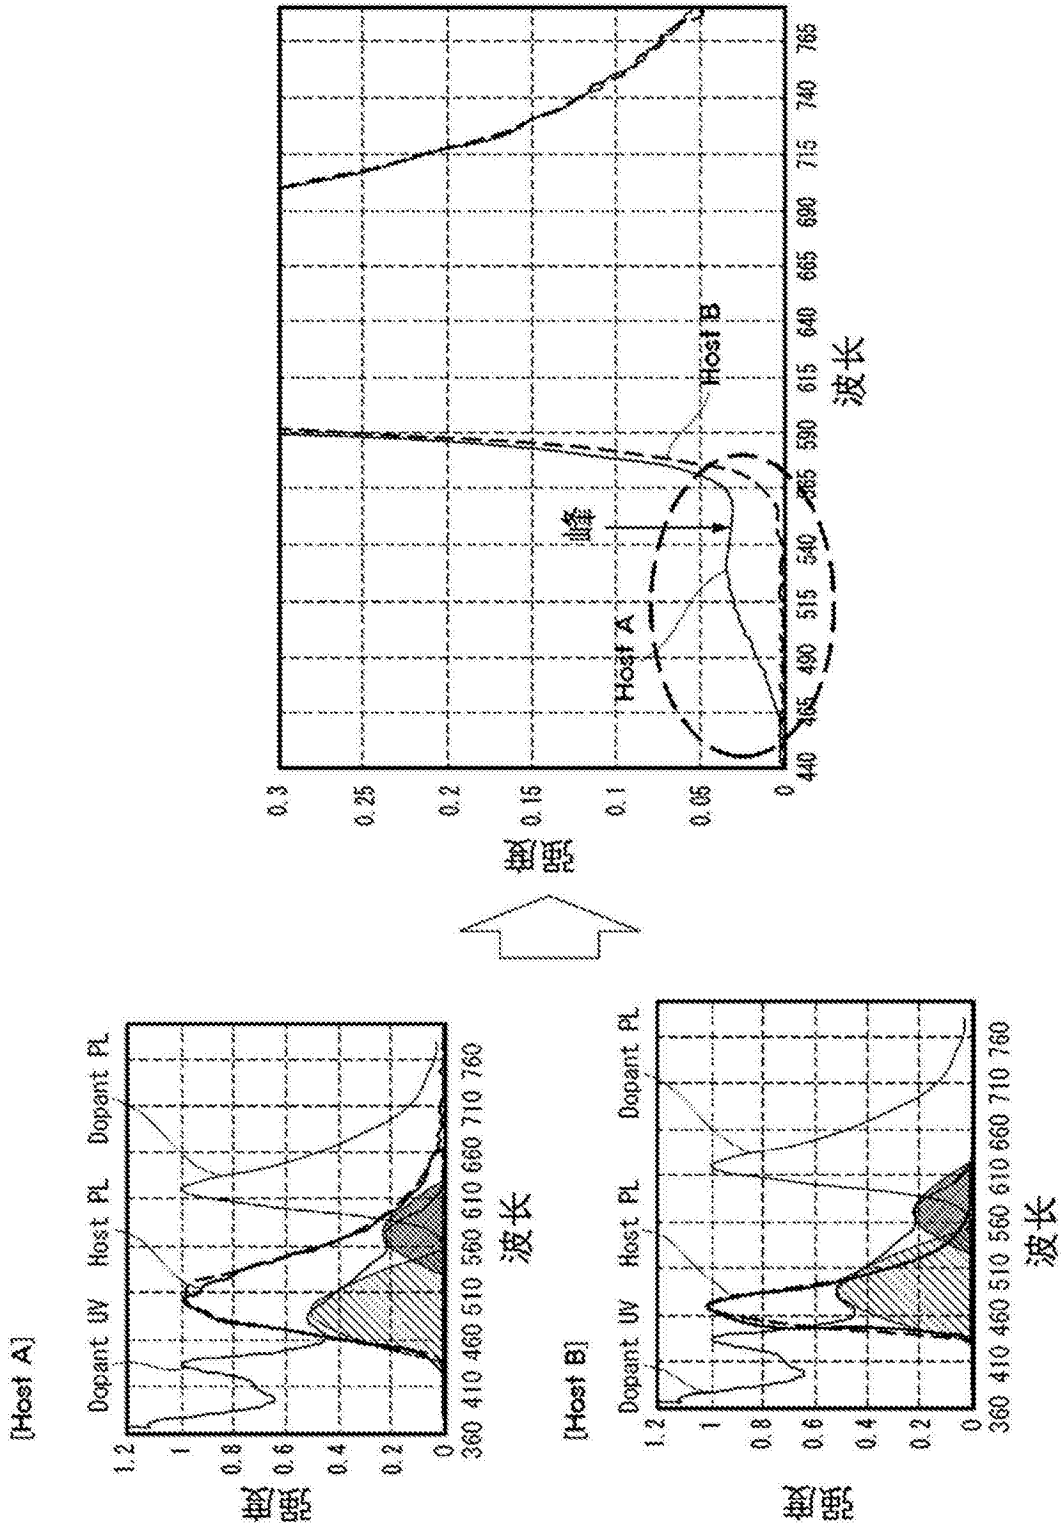 [Host A]
Dopant UV
Host PL
Dopant PL
强度
1.2
1
0.8
0.6
0.4
0.2
0
360 410 460 510 560 610 660 710 760
波长
[Host B]
Dopant UV
Host PL
Dopant PL
强度
1.2
1
0.8
0.6
0.4
0.2
0
360 410 460 510 560 610 660 710 760
波长
强度
0.3
0.25
0.2
0.15
0.1
0.05
0
Host A
峰
Host B
440 465 490 515 540 565 590 615 640 665 690 715 740 765
波长